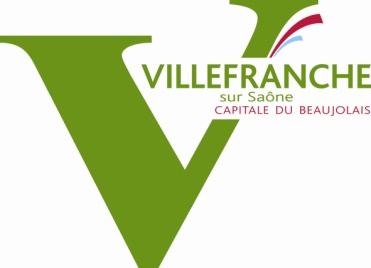 V
VILLEFRANCHE
sur Saône
CAPITALE DU BEAUJOLAIS